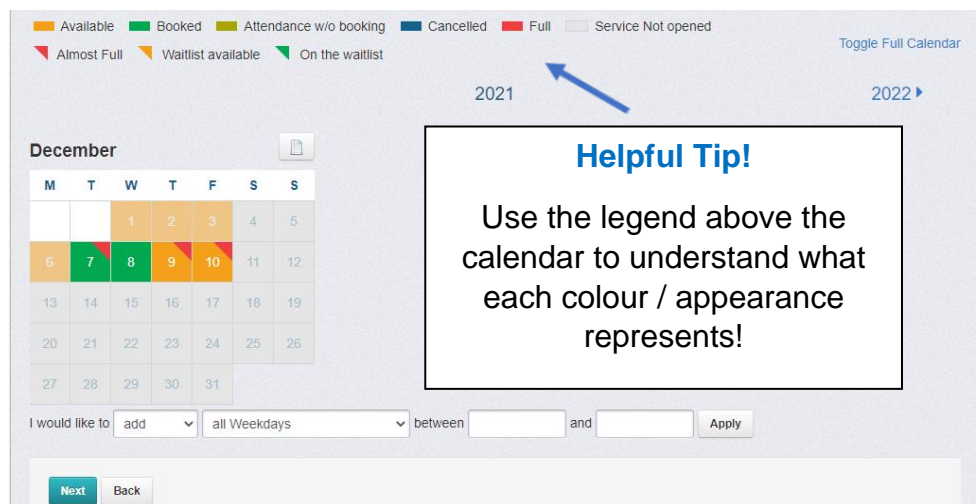 Available Booked Attendance w/o booking Cancelled Full Service Not opened
Toggle Full Calendar
Almost Full Waitlist available On the waitlist
2021 2022
December
M T W T F S S
1 2 3 4 5
6 7 8 9 10 11 12
13 14 15 16 17 18 19
20 21 22 23 24 25 26
27 28 29 30 31
Helpful Tip!
Use the legend above the
calendar to understand what
each colour / appearance
represents!
I would like to add all Weekdays between and Apply
Next Back